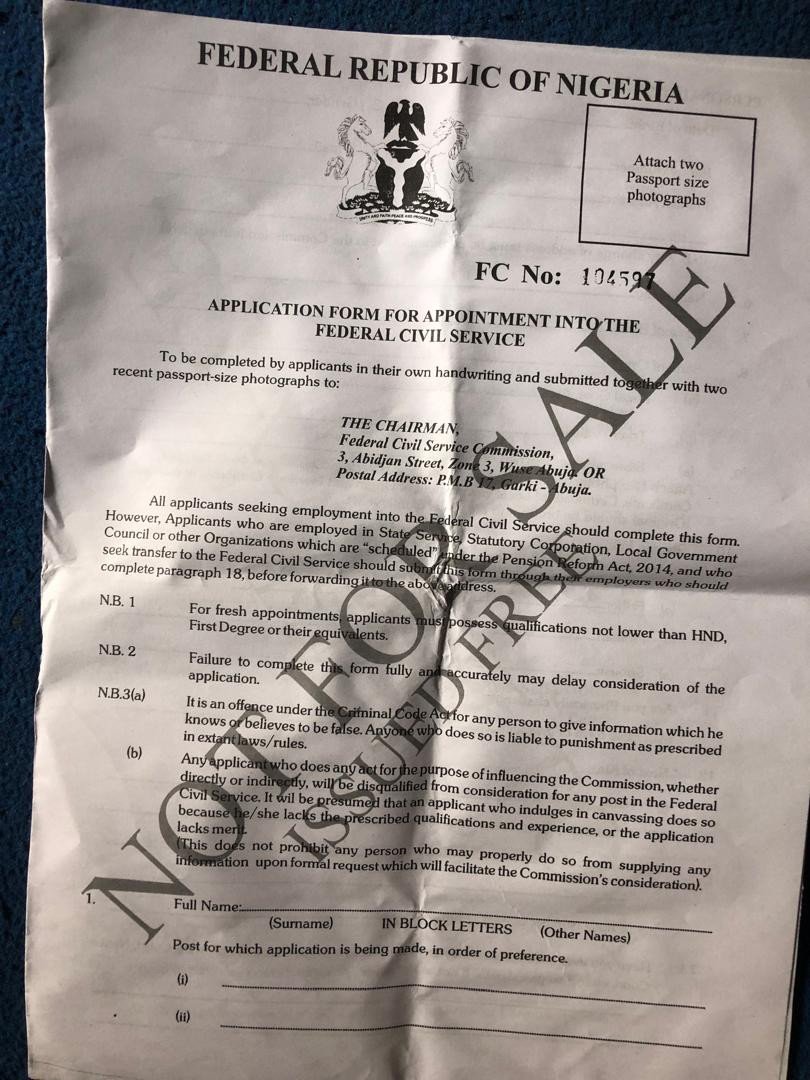 FEDERAL REPUBLIC OF NIGERIA
UNITY AND FAITH PEACE AND PROGRESS
Attach two
Passport size
photographs
FC No: 104597
APPLICATION FORM FOR APPOINTMENT INTO THE
FEDERAL CIVIL SERVICE
To be completed by applicants in their own handwriting and submitted together with two
recent passport-size photographs to:
THE CHAIRMAN,
Federal Civil Service Commission,
3, Abidjan Street, Zone 3, Wuse Abuja. OR
Postal Address: P.M.B 17, Garki - Abuja.
All applicants seeking employment into the Federal Civil Service should complete this form.
However, Applicants who are employed in State Service, Statutory Corporation, Local Government
Council or other Organizations which are "scheduled" under the Pension Reform Act, 2014, and who
seek transfer to the Federal Civil Service should submit this form through their employers who should
complete paragraph 18, before forwarding it to the above address.
N.B. 1 For fresh appointments, applicants must possess qualifications not lower than HND,
First Degree or their equivalents.
N.B. 2 Failure to complete this form fully and accurately may delay consideration of the
application.
N.B.3(a) It is an offence under the Criminal Code Act for any person to give information which he
knows or believes to be false. Anyone who does so is liable to punishment as prescribed
in extant laws/rules.
(b) Any applicant who does any act for the purpose of influencing the Commission, whether
directly or indirectly, will be disqualified from consideration for any post in the Federal
Civil Service. It will be presumed that an applicant who indulges in canvassing does so
because he/she lacks the prescribed qualifications and experience, or the application
lacks merit.
(This does not prohibit any person who may properly do so from supplying any
information upon formal request which will facilitate the Commission's consideration).
1. Full Name:
(Surname) IN BLOCK LETTERS (Other Names)
Post for which application is being made, in order of preference.
(i)
(ii)
NOT FOR SALE
ISSUED FREE